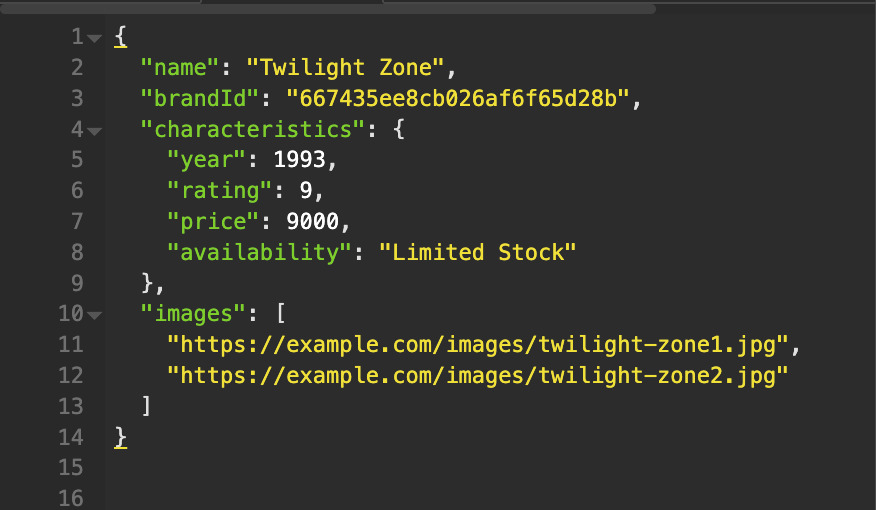 1 {
2 "name": "Twilight Zone",
3 "brandId": "667435ee8cb026af6f65d28b",
4 "characteristics": {
5 "year": 1993,
6 "rating": 9,
7 "price": 9000,
8 "availability": "Limited Stock"
9 },
10 "images": [
11 "https://example.com/images/twilight-zone1.jpg",
12 "https://example.com/images/twilight-zone2.jpg"
13 ]
14 }
15
16